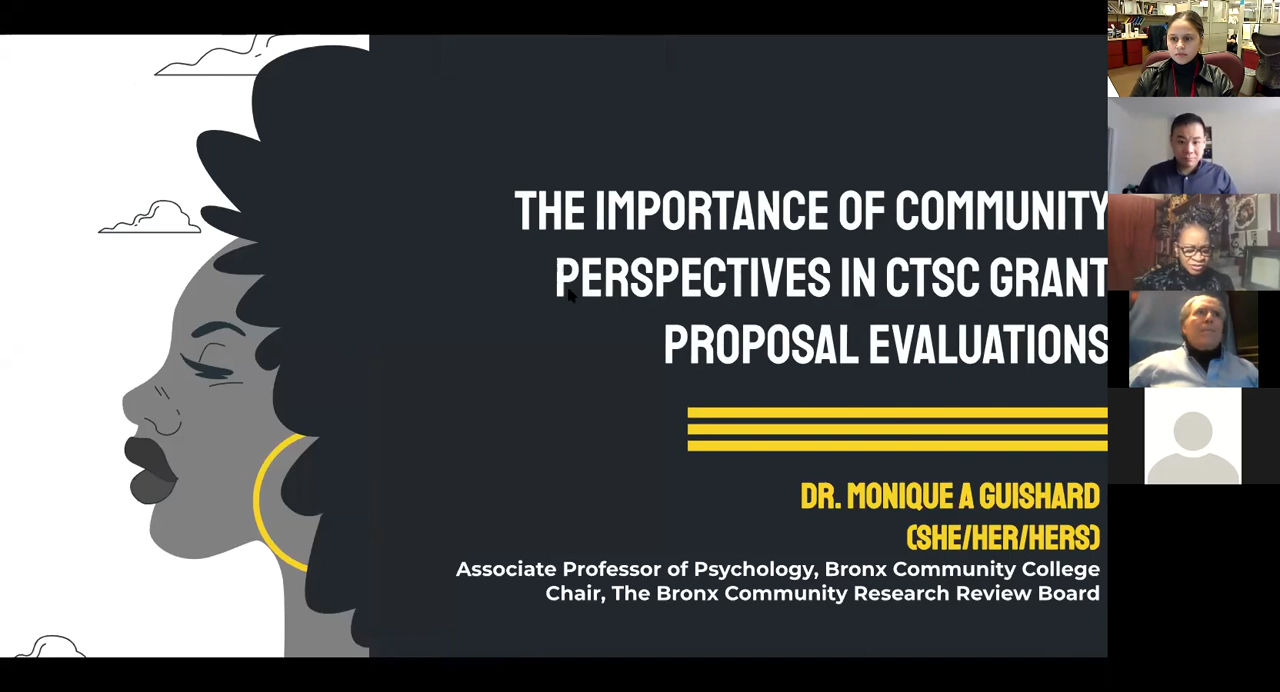 THE IMPORTANCE OF COMMUNITY
PERSPECTIVES IN CTSC GRANT
PROPOSAL EVALUATIONS
DR. MONIQUE A GUISHARD
(SHE/HER/HERS)
Associate Professor of Psychology, Bronx Community College
Chair, The Bronx Community Research Review Board